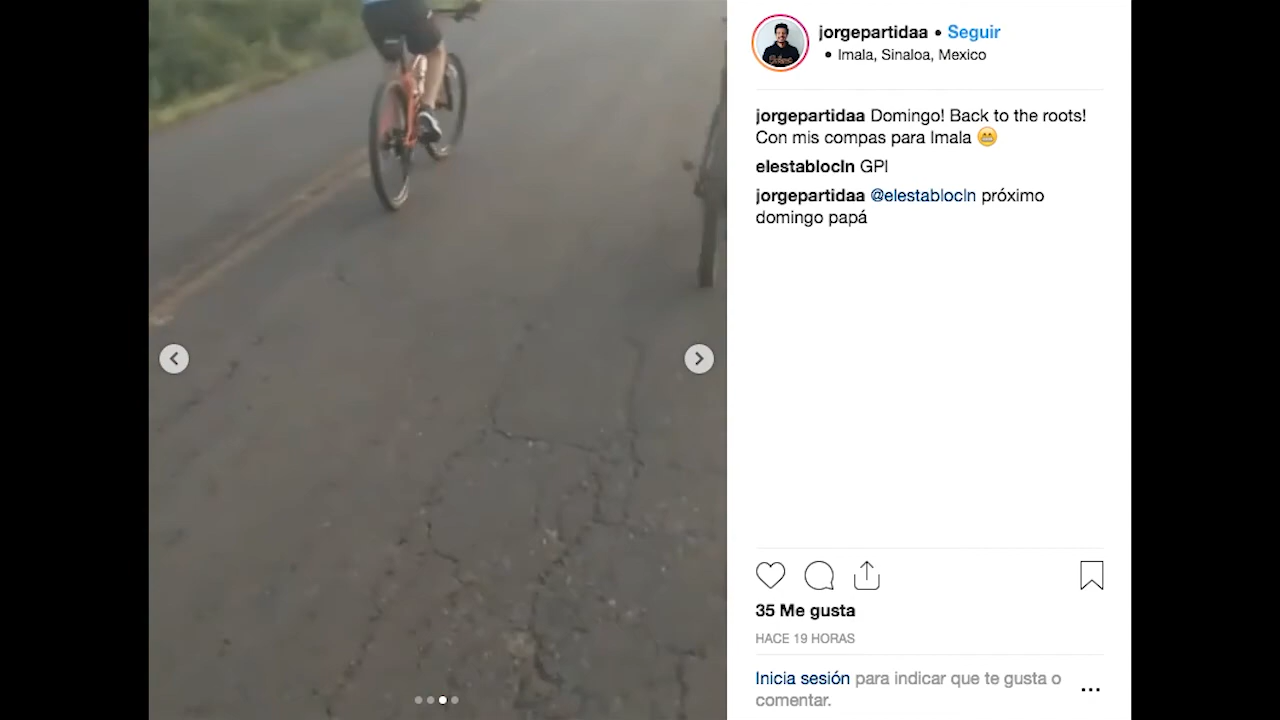 jorgepartidaa • Seguir
• Imala, Sinaloa, Mexico
jorgepartidaa Domingo! Back to the roots!
Con mis compas para Imala 😁
elestablocln GPI
jorgepartidaa @elestablocln próximo
domingo papá
35 Me gusta
HACE 19 HORAS
Inicia sesión para indicar que te gusta o
comentar.